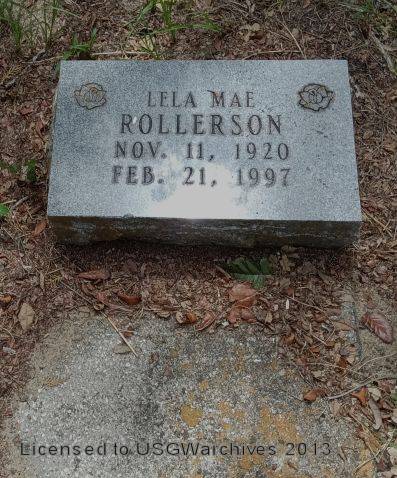 LELA MAE
ROLLERSON
NOV. 11, 1920
FEB. 21, 1997
Licensed to USGWarchives 2013